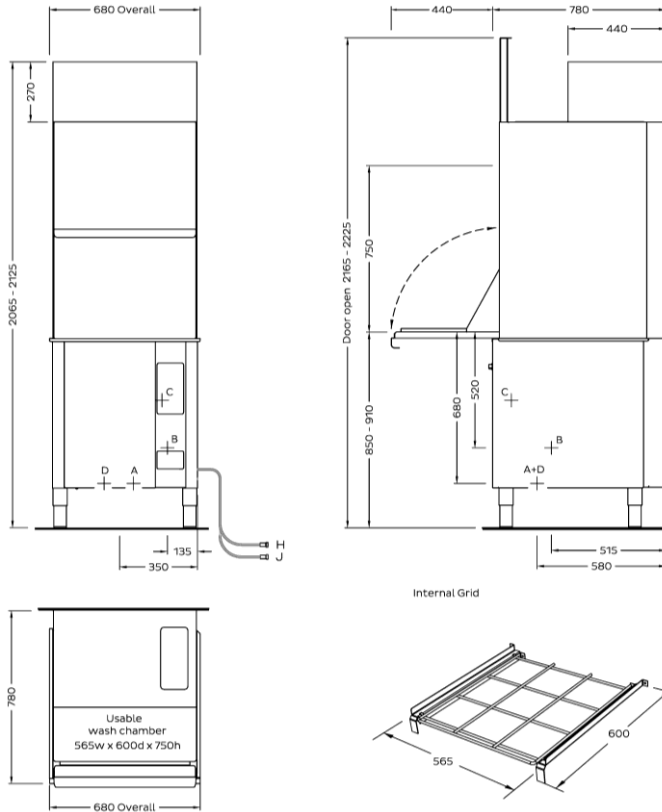 680 Overall
270
2065 - 2125
C
B
D
A
H
J
135
350
440
780
440
Door open 2165 - 2225
750
850 - 910
520
680
C
B
A+D
515
580
780
Usable
wash chamber
565w x 600d x 750h
680 Overall
Internal Grid
565
600